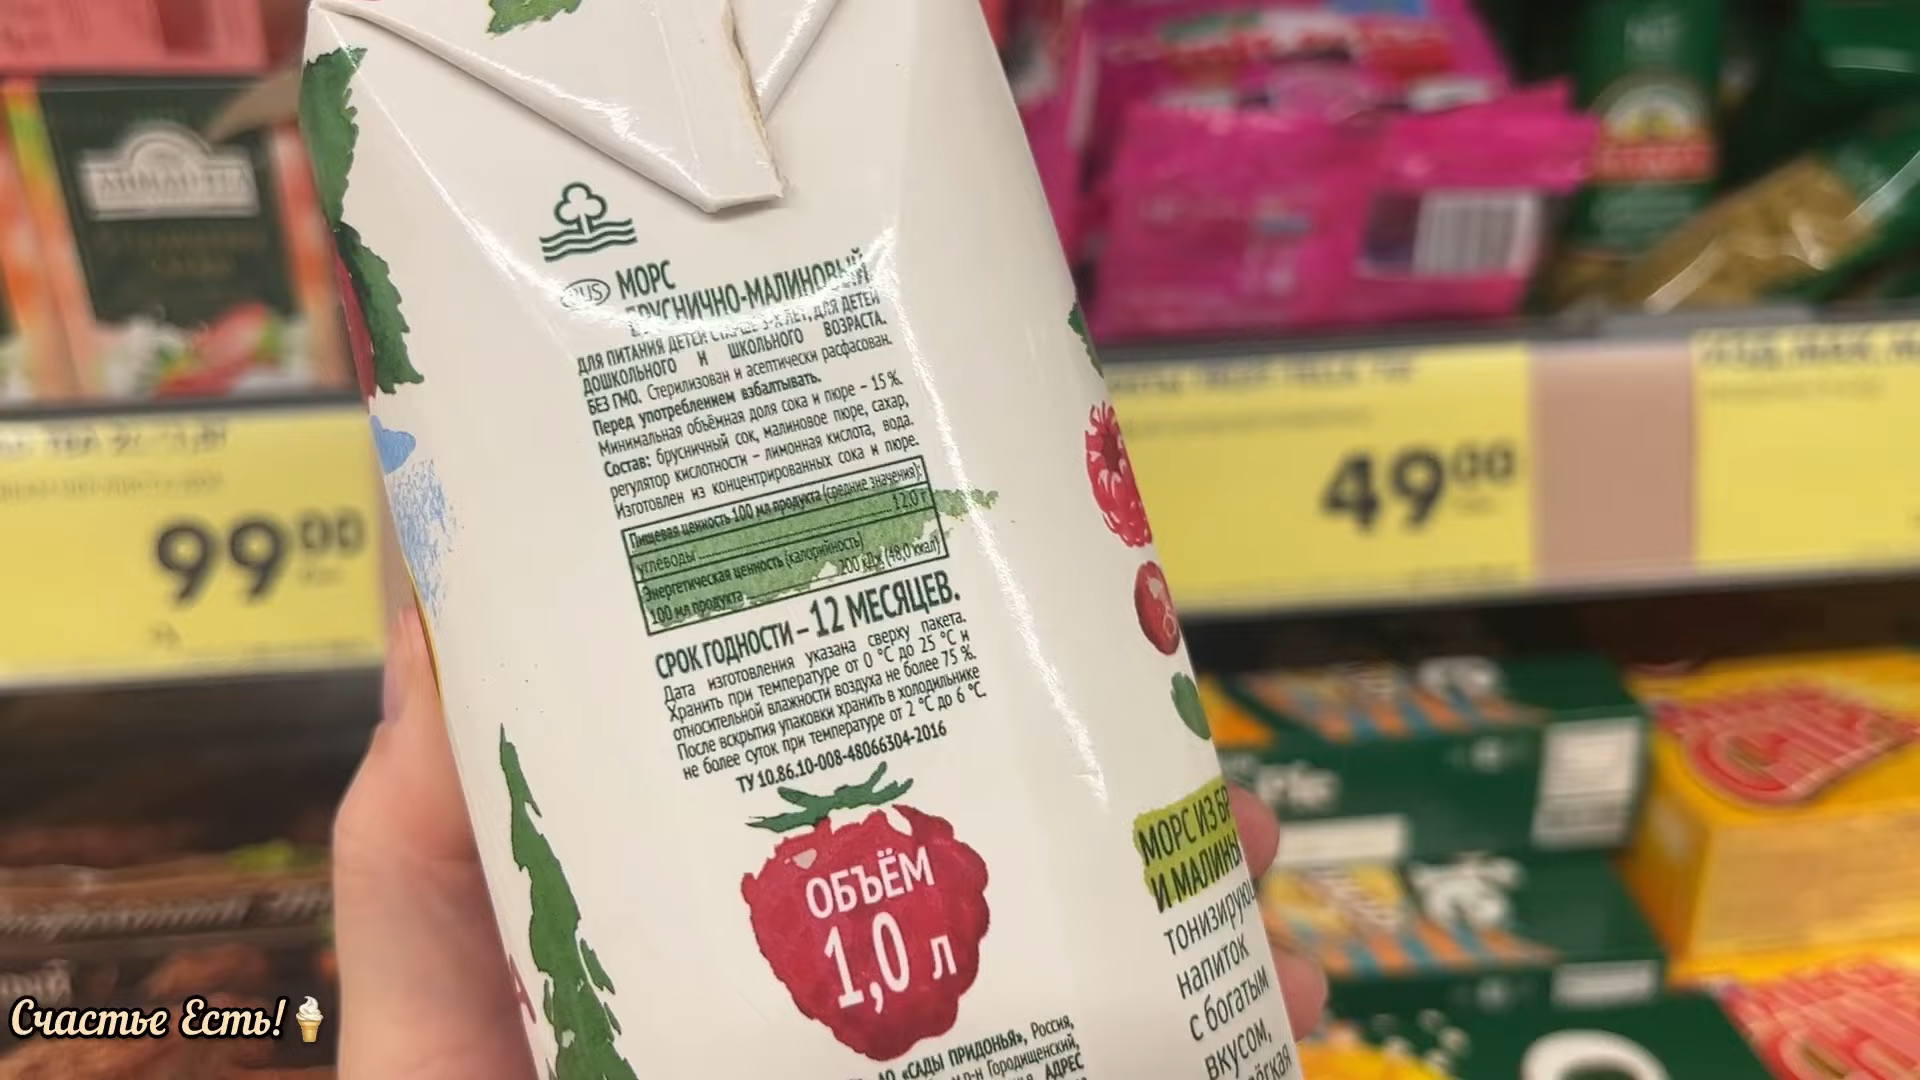 AHMAD TEA
99 00
49 00
RUS МОРС
БРУСНИЧНО-МАЛИНОВЫЙ
ДЛЯ ПИТАНИЯ ДЕТЕЙ СТАРШЕ 3-Х ЛЕТ, ДЛЯ ДЕТЕЙ
ДОШКОЛЬНОГО И ШКОЛЬНОГО ВОЗРАСТА.
БЕЗ ГМО. Стерилизован и асептически расфасован.
Перед употреблением взбалтывать.
Минимальная объёмная доля сока и пюре – 15 %.
Состав: брусничный сок, малиновое пюре, сахар,
регулятор кислотности – лимонная кислота, вода.
Изготовлен из концентрированных сока и пюре.
Пищевая ценность 100 мл продукта (средние значения):
углеводы ........ 12,0 г
Энергетическая ценность (калорийность)
100 мл продукта ........ 200 кДж (48,0 ккал)
СРОК ГОДНОСТИ – 12 МЕСЯЦЕВ.
Дата изготовления указана сверху пакета.
Хранить при температуре от 0 °С до 25 °С и
относительной влажности воздуха не более 75 %.
После вскрытия упаковки хранить в холодильнике
не более суток при температуре от 2 °С до 6 °С.
ТУ 10.86.10-008-48066304-2016
ОБЪЁМ
1,0 л
АО «САДЫ ПРИДОНЬЯ», Россия,
р-н Городищенский,
АДРЕС
МОРС ИЗ БР
И МАЛИНЫ
тонизирую
напиток
с богатым
вкусом,
Счастье Есть!